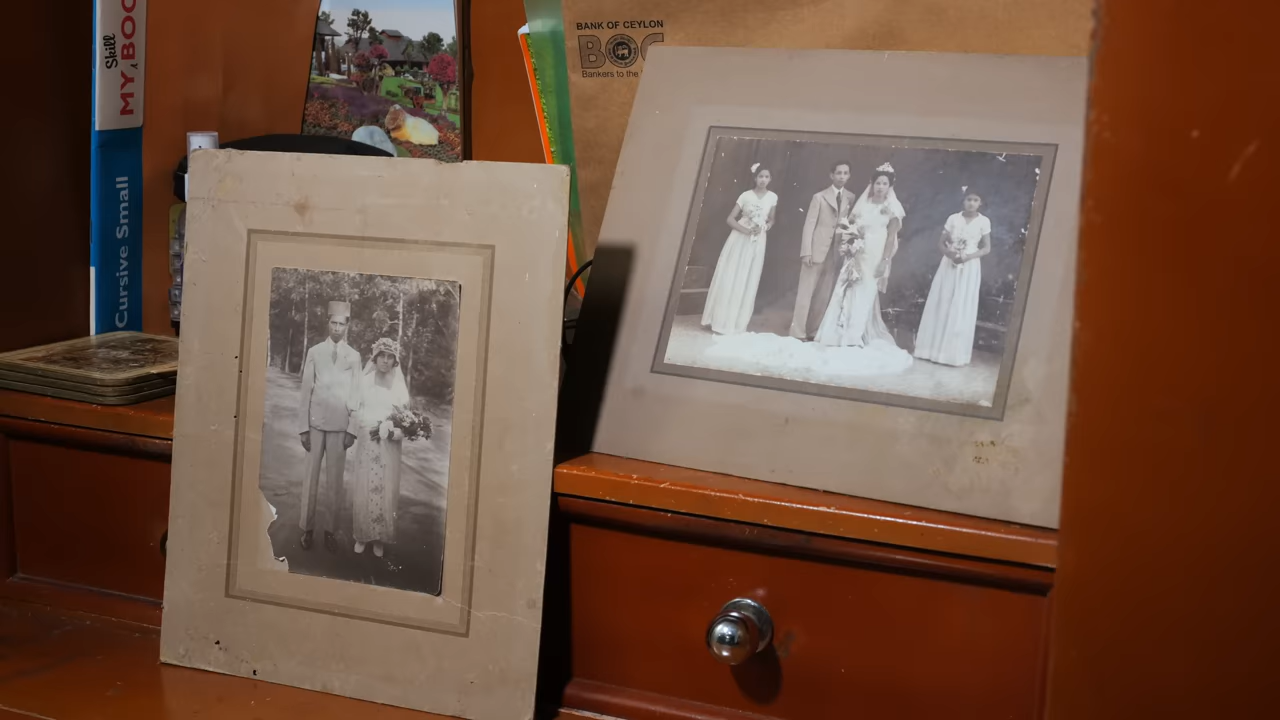 Skill
MY BOO
Cursive Small
BANK OF CEYLON
BOC
Bankers to the